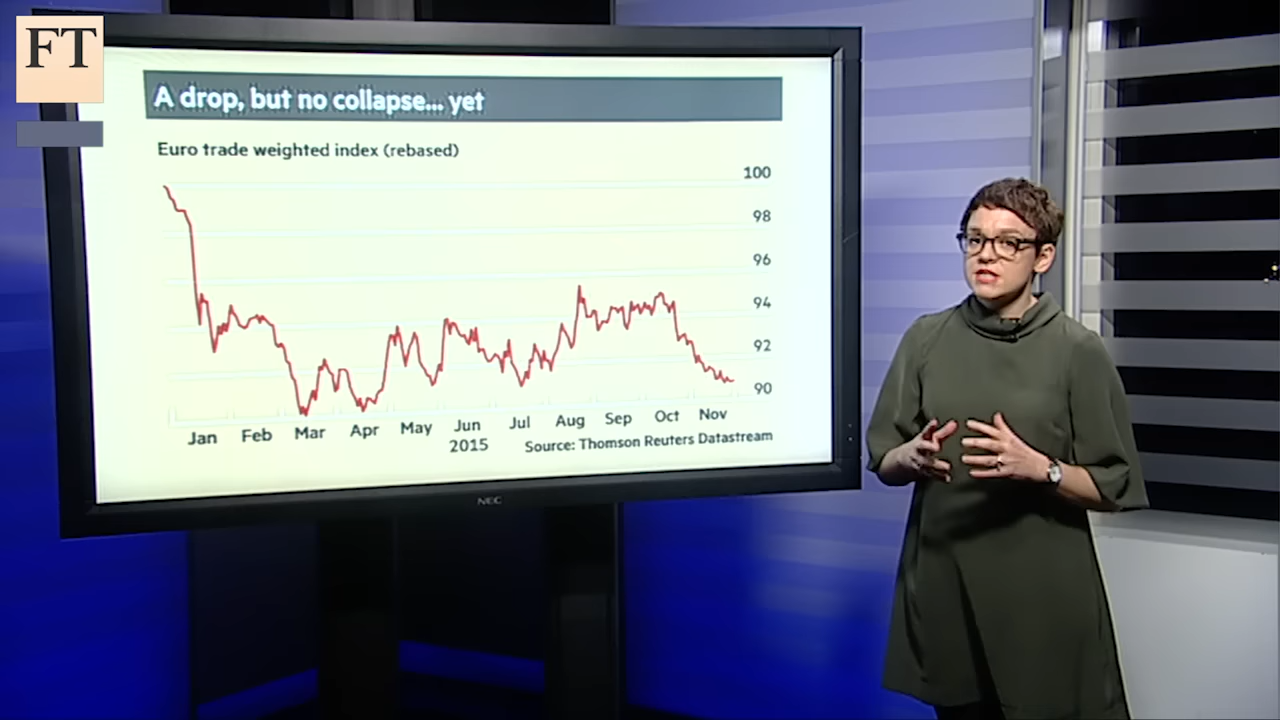 FT
A drop, but no collapse... yet
Euro trade weighted index (rebased)
100
98
96
94
92
90
Jan Feb Mar Apr May Jun Jul Aug Sep Oct Nov
2015
Source: Thomson Reuters Datastream
NEC